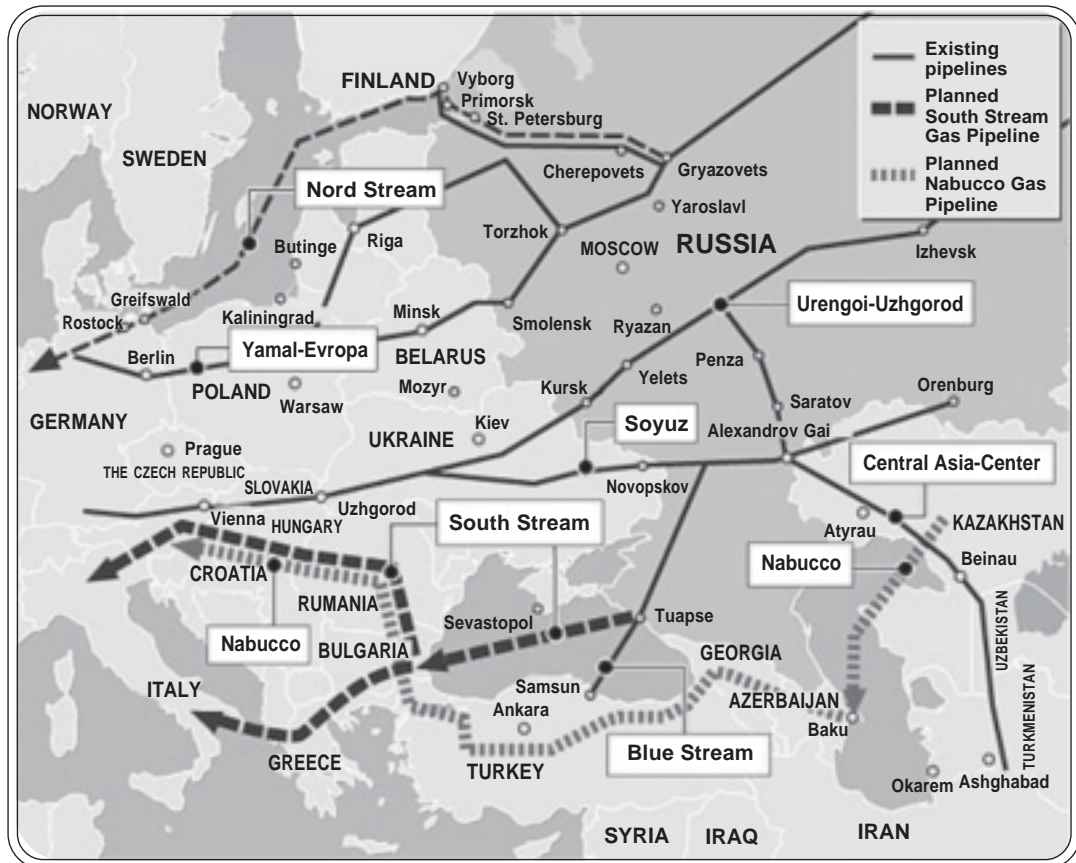 Existing
pipelines
Planned
South Stream
Gas Pipeline
Planned
Nabucco Gas
Pipeline
FINLAND
Vyborg
Primorsk
St. Petersburg
NORWAY
SWEDEN
Cherepovets
Gryazovets
Nord Stream
Yaroslavl
Riga
Torzhok
MOSCOW
RUSSIA
Butinge
Izhevsk
Greifswald
Rostock
Kaliningrad
Minsk
Smolensk
Ryazan
Urengoi-Uzhgorod
Berlin
Yamal-Evropa
BELARUS
Penza
Yelets
POLAND
Warsaw
Mozyr
Kursk
Orenburg
GERMANY
Kiev
Soyuz
Saratov
UKRAINE
Alexandrov Gai
Prague
THE CZECH REPUBLIC
Central Asia-Center
SLOVAKIA
Novopskov
Uzhgorod
Vienna
HUNGARY
South Stream
Atyrau
KAZAKHSTAN
CROATIA
Nabucco
Beinau
RUMANIA
Sevastopol
Tuapse
Nabucco
BULGARIA
GEORGIA
UZBEKISTAN
ITALY
Samsun
Ankara
AZERBAIJAN
Baku
TURKMENISTAN
GREECE
TURKEY
Blue Stream
Okarem
Ashghabad
SYRIA
IRAQ
IRAN